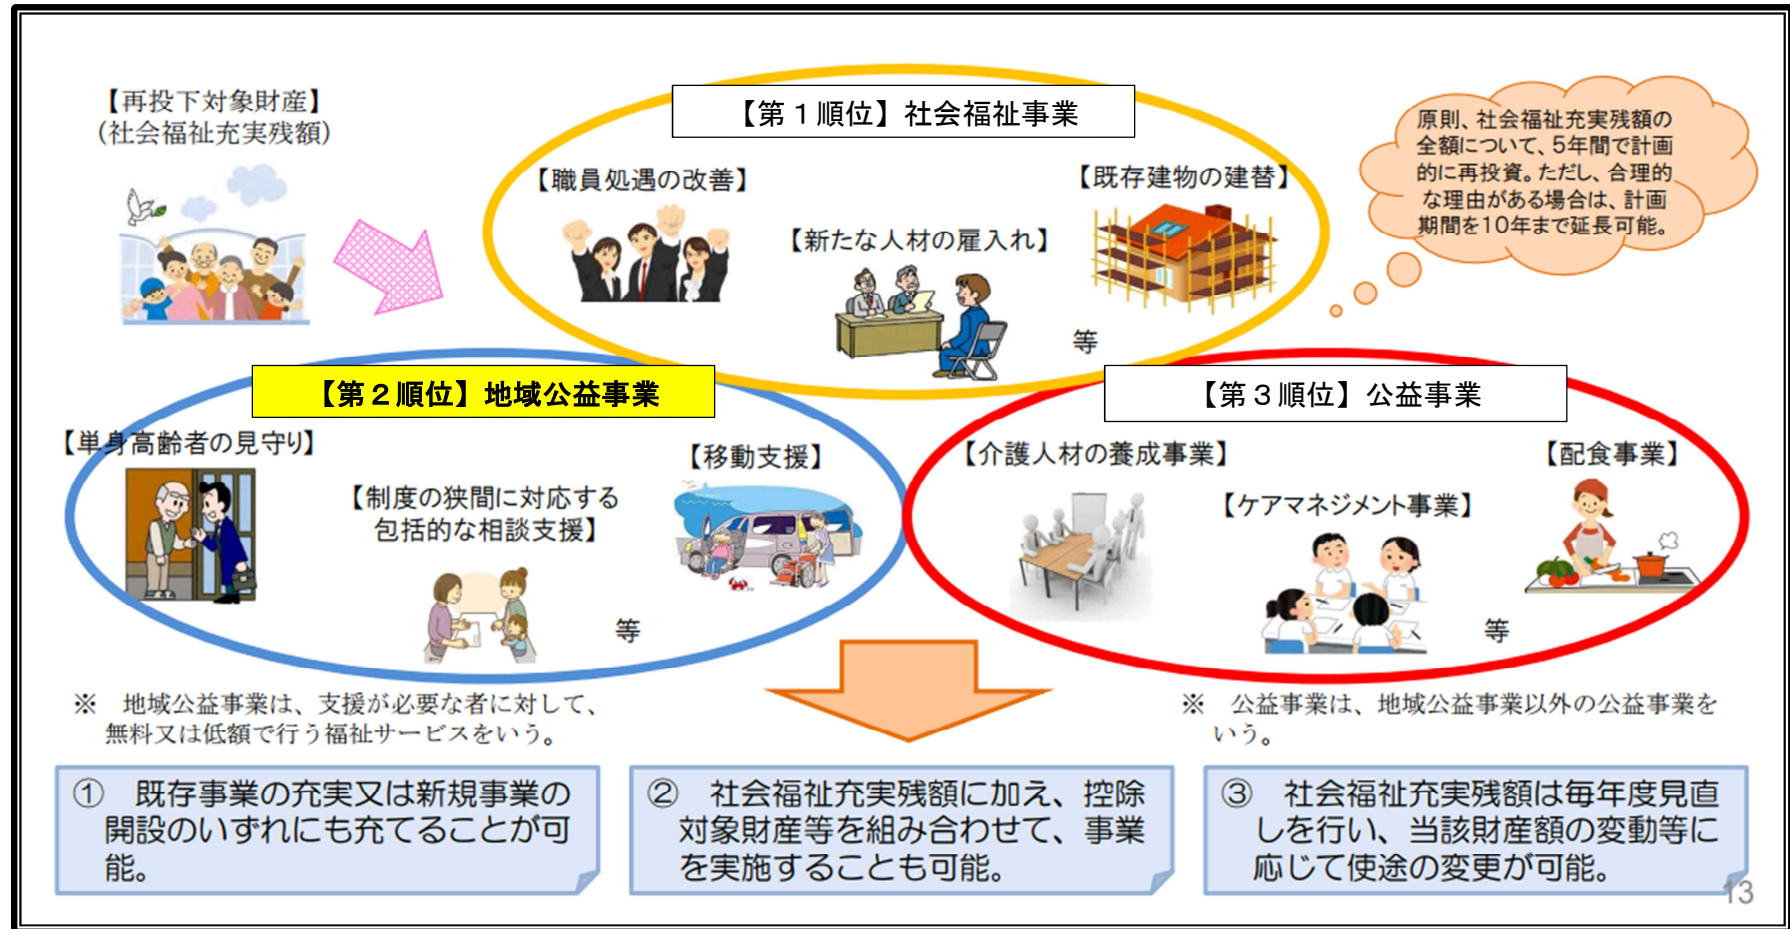 【再投下対象財産】
(社会福祉充実残額)
【第１順位】社会福祉事業
【職員処遇の改善】
【新たな人材の雇入れ】
【既存建物の建替】
等
原則、社会福祉充実残額の
全額について、5年間で計画
的に再投資。ただし、合理的
な理由がある場合は、計画
期間を10年まで延長可能。
【第２順位】地域公益事業
【単身高齢者の見守り】
【制度の狭間に対応する
包括的な相談支援】
【移動支援】
等
【第３順位】公益事業
【介護人材の養成事業】
【ケアマネジメント事業】
【配食事業】
等
※　地域公益事業は、支援が必要な者に対して、
無料又は低額で行う福祉サービスをいう。
※　公益事業は、地域公益事業以外の公益事業を
いう。
①　既存事業の充実又は新規事業の
開設のいずれにも充てることが可
能。
②　社会福祉充実残額に加え、控除
対象財産等を組み合わせて、事業
を実施することも可能。
③　社会福祉充実残額は毎年度見直
しを行い、当該財産額の変動等に
応じて使途の変更が可能。
13